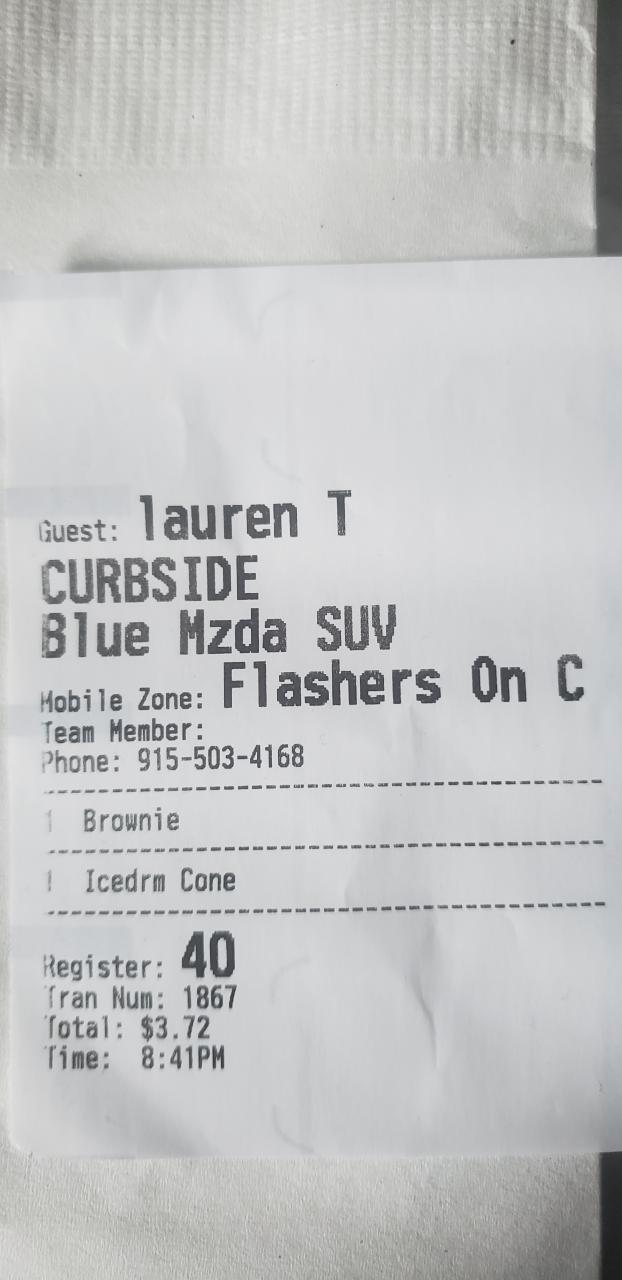 Guest: lauren T
CURBSIDE
Blue Mzda SUV
Mobile Zone: Flashers On C
Team Member:
Phone: 915-503-4168
1 Brownie
1 Icedrm Cone
Register: 40
Tran Num: 1867
Total: $3.72
Time: 8:41PM